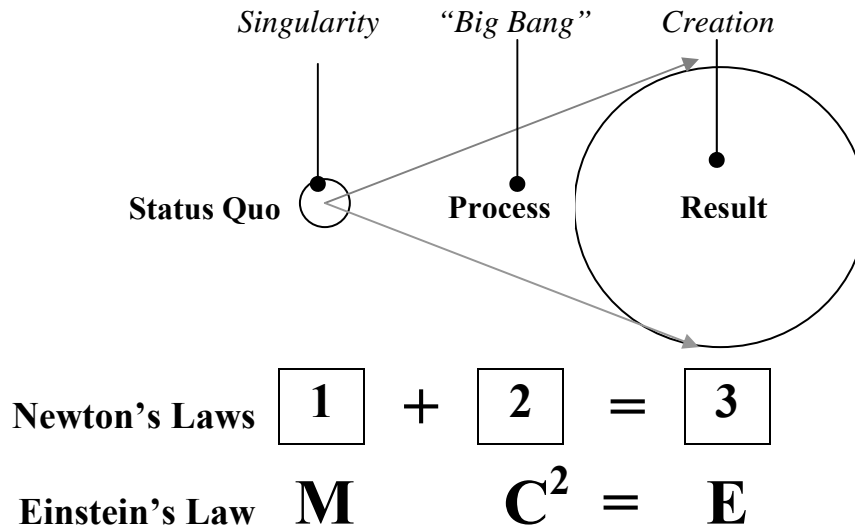 Singularity “Big Bang” Creation
Status Quo Process Result
Newton’s Laws 1 + 2 = 3
Einstein’s Law M C² = E